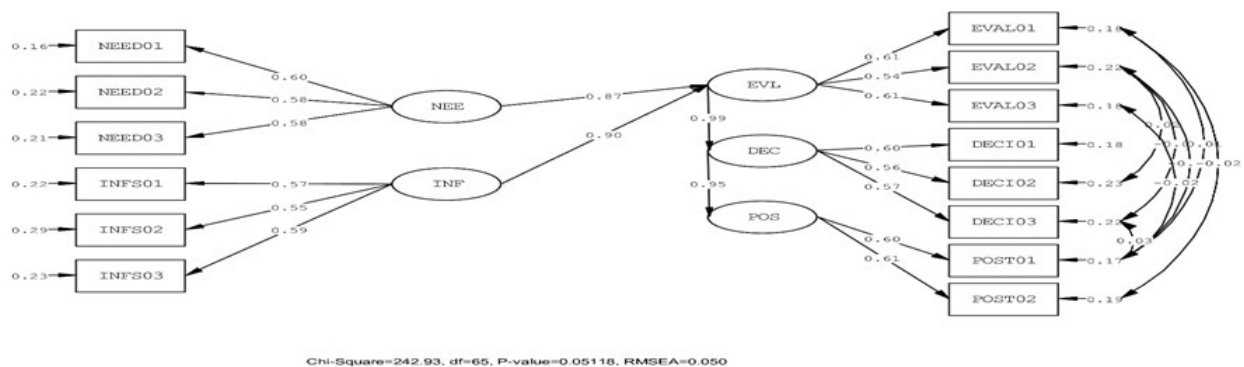 EVAL01 0.18
0.16 NEED01
0.61
EVAL02 0.22
0.60
0.54
0.22 NEED02
EVL
0.58
NEE
0.87
0.61
EVAL03 0.18
0.99
0.01
0.21 NEED03
0.58
0.90
DECI01 0.18
0.60
DEC
0.56
-0.02
0.22 INFS01
0.57
INF
DECI02 0.23
-0.02
0.55
0.57
0.95
0.29 INFS02
0.59
POS
DECI03 0.22
0.60
0.03
POST01 0.17
0.23 INFS03
0.61
POST02 0.19
Chi-Square=242.93, df=65, P-value=0.05118, RMSEA=0.050